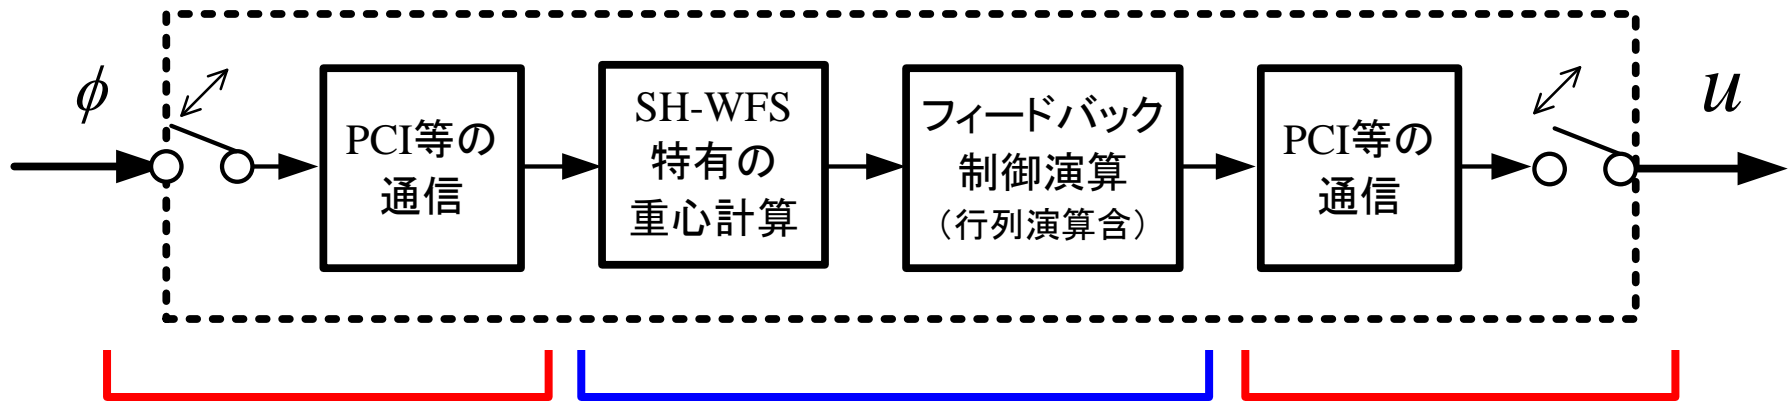 ϕ
PCI等の
通信
SH-WFS
特有の
重心計算
フィードバック
制御演算
（行列演算含）
PCI等の
通信
u